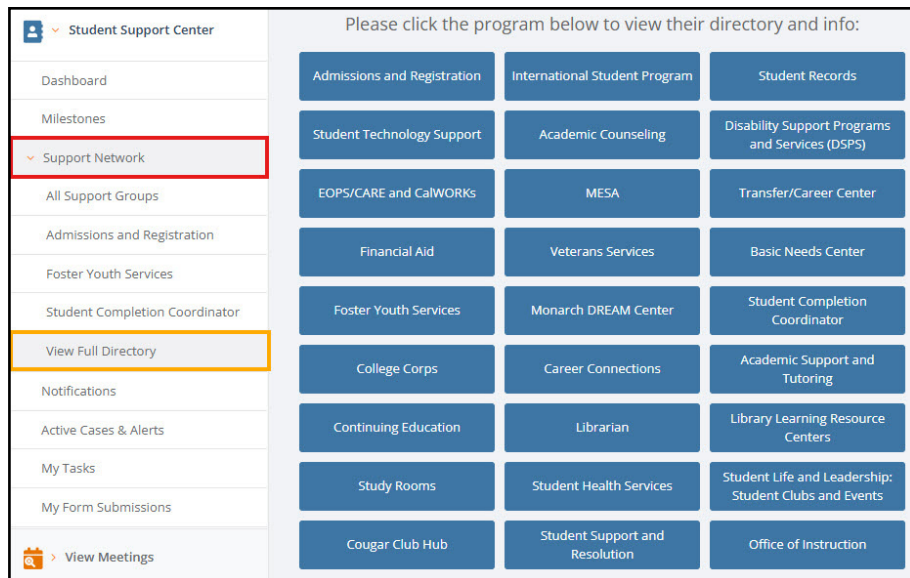 Student Support Center
Dashboard
Milestones
Support Network
All Support Groups
Admissions and Registration
Foster Youth Services
Student Completion Coordinator
View Full Directory
Notifications
Active Cases & Alerts
My Tasks
My Form Submissions
View Meetings
Please click the program below to view their directory and info:
Admissions and Registration
International Student Program
Student Records
Student Technology Support
Academic Counseling
Disability Support Programs
and Services (DSPS)
EOPS/CARE and CalWORKs
MESA
Transfer/Career Center
Financial Aid
Veterans Services
Basic Needs Center
Foster Youth Services
Monarch DREAM Center
Student Completion
Coordinator
College Corps
Career Connections
Academic Support and
Tutoring
Continuing Education
Librarian
Library Learning Resource
Centers
Study Rooms
Student Health Services
Student Life and Leadership:
Student Clubs and Events
Cougar Club Hub
Student Support and
Resolution
Office of Instruction